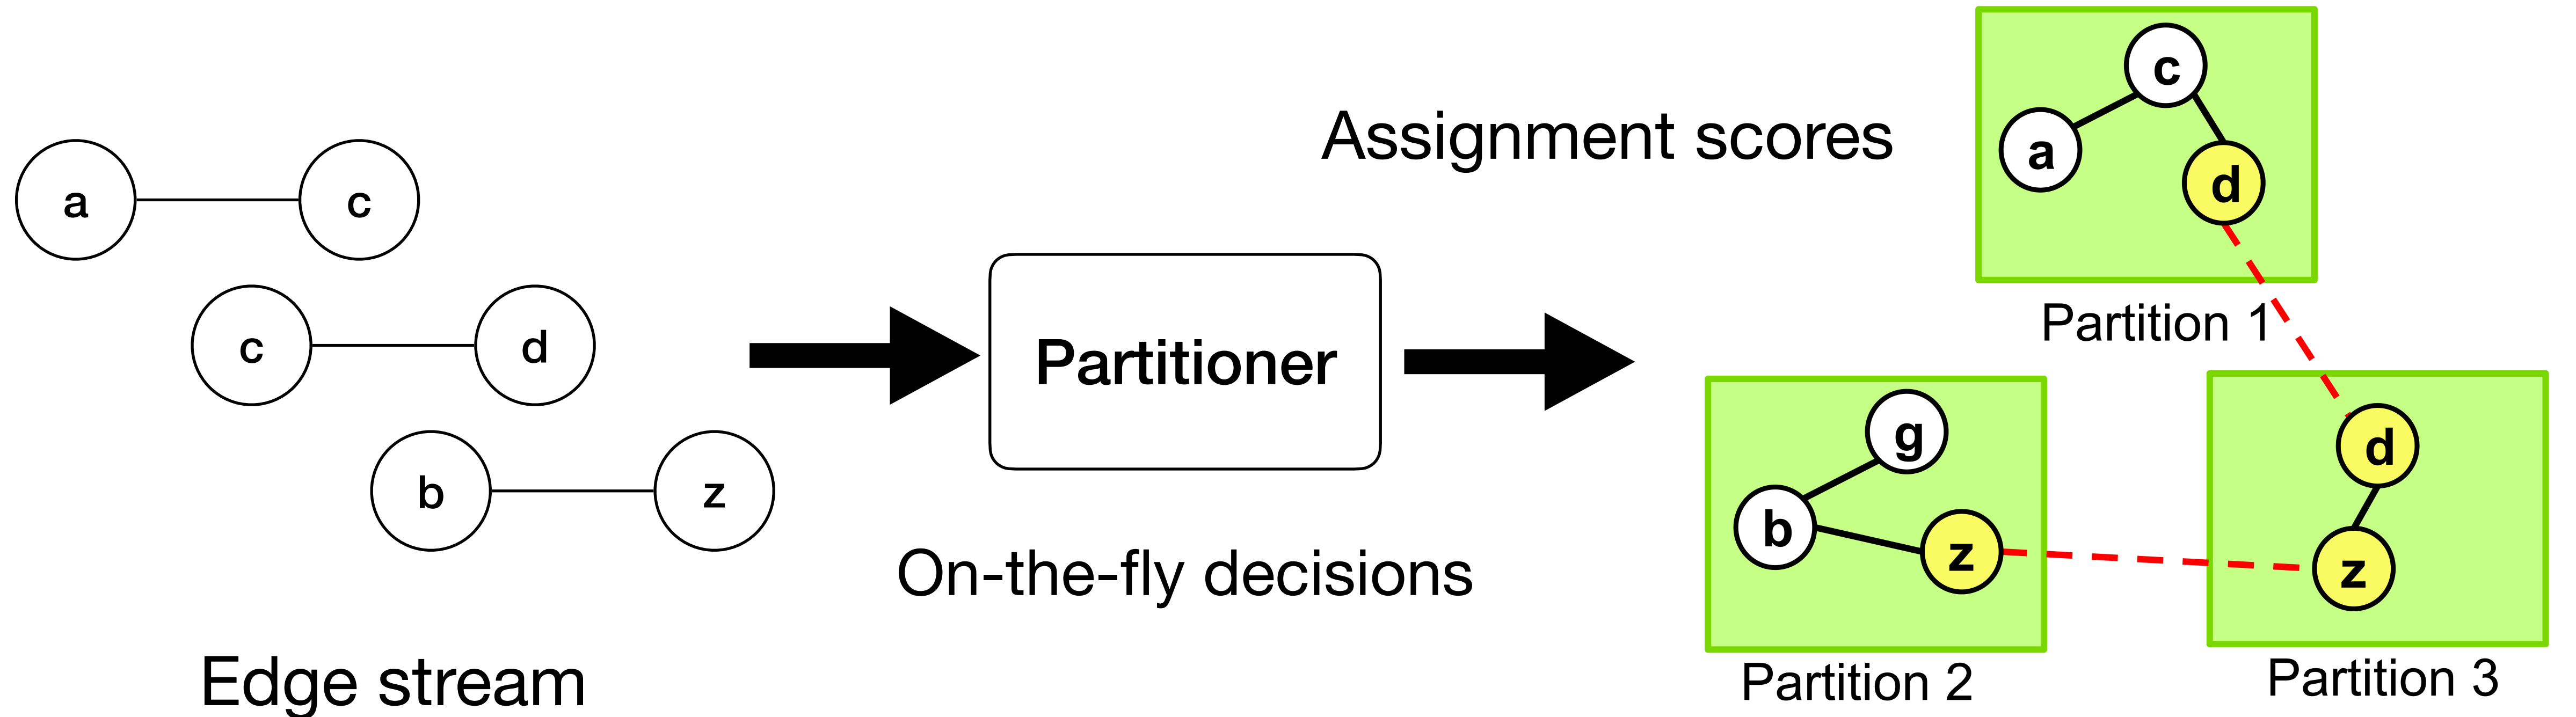 a c
c d
b z
Edge stream
Partitioner
On-the-fly decisions
Assignment scores
c
a
d
Partition 1
g
b
z
Partition 2
d
z
Partition 3